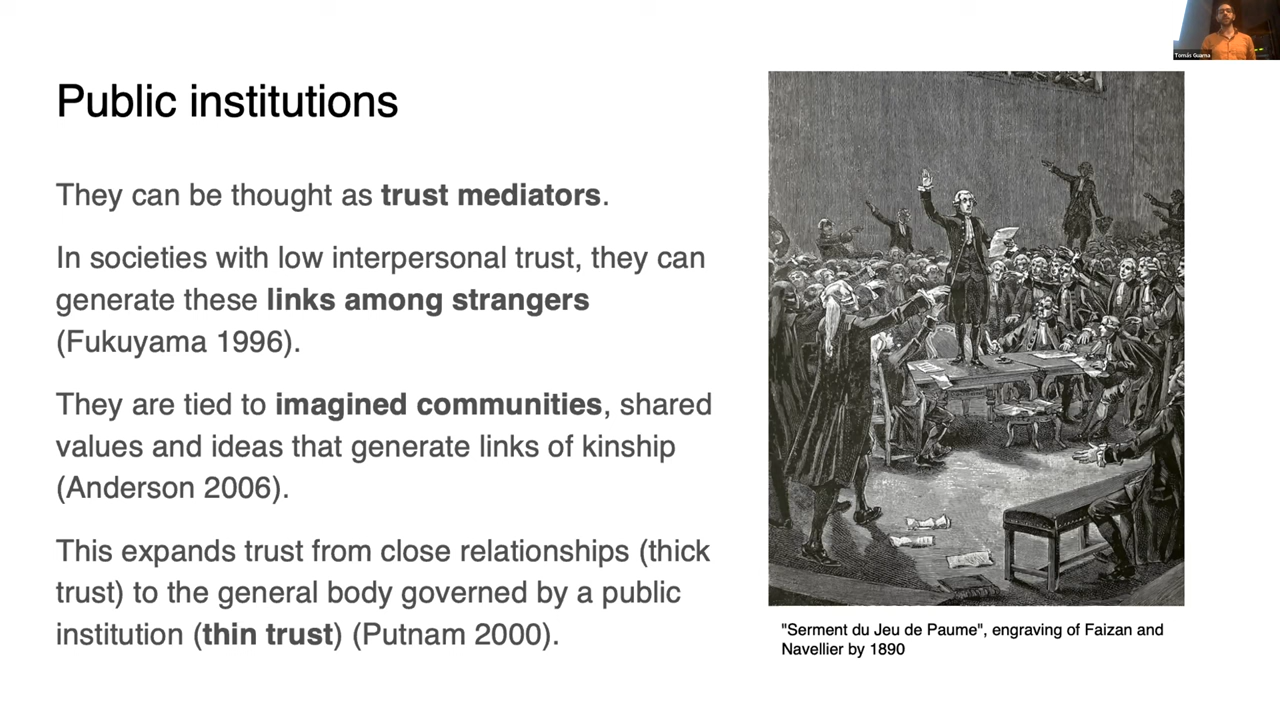 Tomás Guarna
Public institutions
They can be thought as trust mediators.
In societies with low interpersonal trust, they can
generate these links among strangers
(Fukuyama 1996).
They are tied to imagined communities, shared
values and ideas that generate links of kinship
(Anderson 2006).
This expands trust from close relationships (thick
trust) to the general body governed by a public
institution (thin trust) (Putnam 2000).
"Serment du Jeu de Paume", engraving of Faizan and
Navellier by 1890